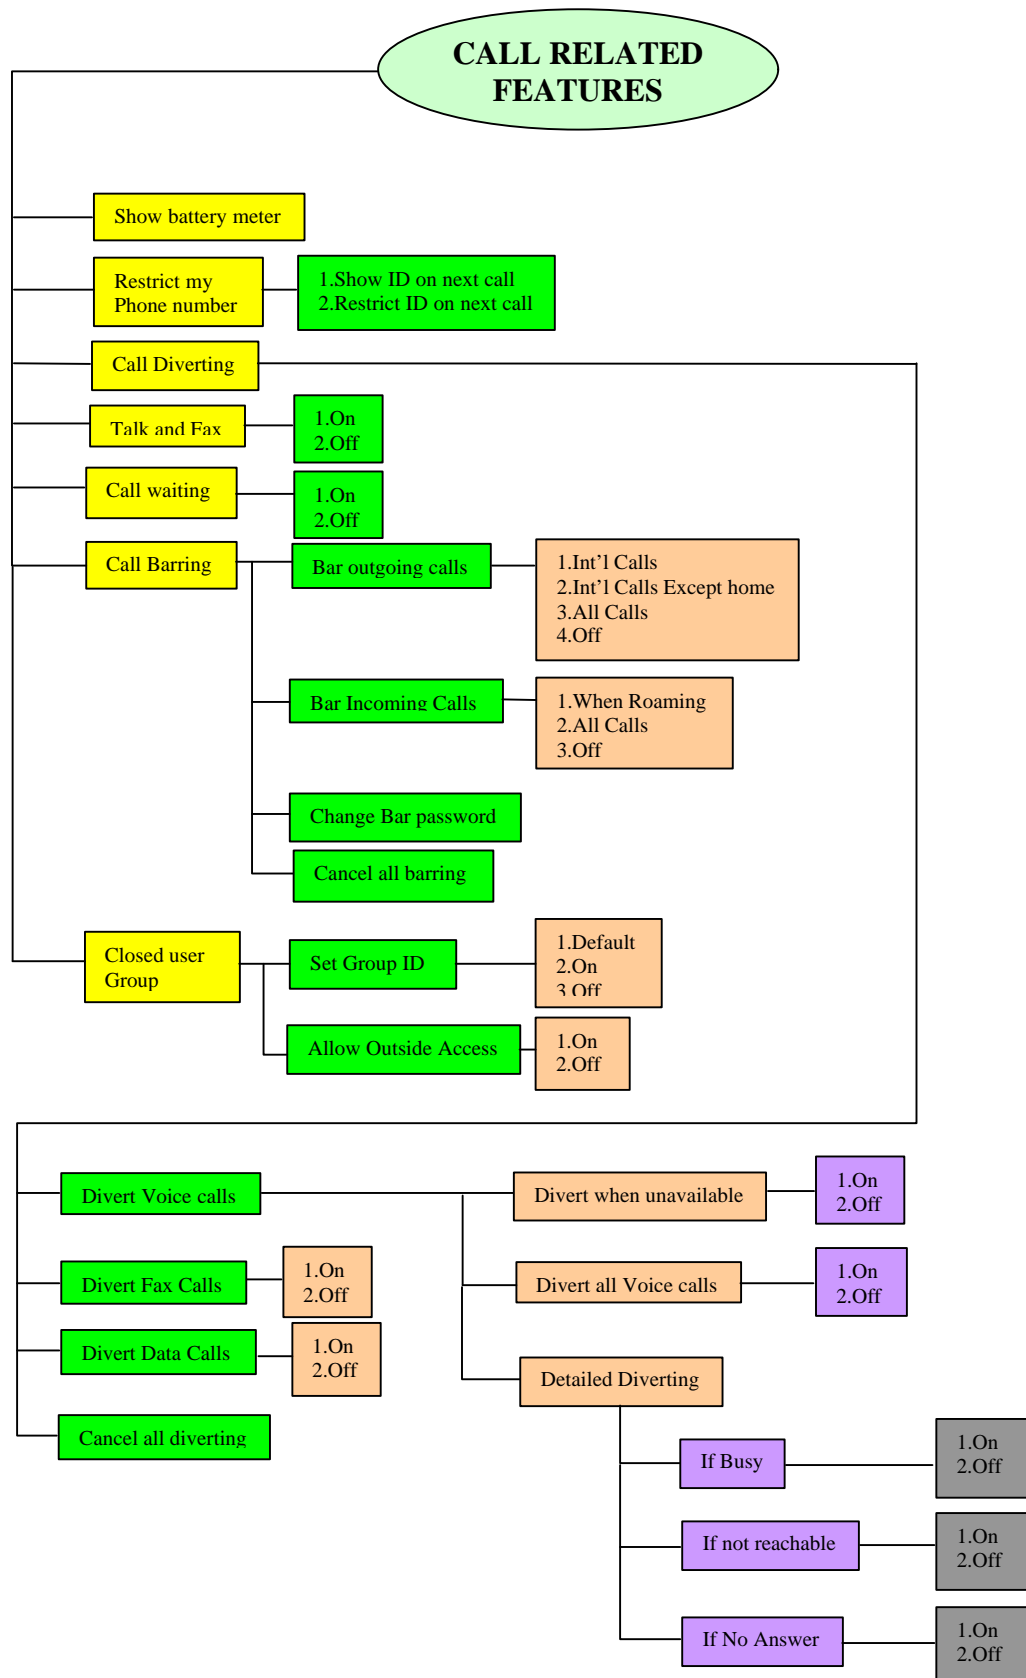 CALL RELATED
FEATURES
Show battery meter
Restrict my
Phone number
1.Show ID on next call
2.Restrict ID on next call
Call Diverting
Talk and Fax
1.On
2.Off
Call waiting
1.On
2.Off
Call Barring
Bar outgoing calls
1.Int'l Calls
2.Int'l Calls Except home
3.All Calls
4.Off
Bar Incoming Calls
1.When Roaming
2.All Calls
3.Off
Change Bar password
Cancel all barring
Closed user
Group
Set Group ID
1.Default
2.On
3.Off
Allow Outside Access
1.On
2.Off
Divert Voice calls
Divert when unavailable
1.On
2.Off
Divert Fax Calls
1.On
2.Off
Divert all Voice calls
1.On
2.Off
Divert Data Calls
1.On
2.Off
Detailed Diverting
Cancel all diverting
If Busy
1.On
2.Off
If not reachable
1.On
2.Off
If No Answer
1.On
2.Off